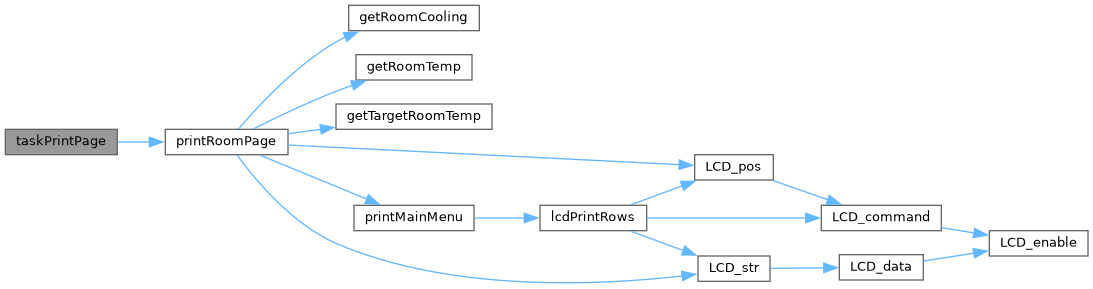 getRoomCooling
getRoomTemp
getTargetRoomTemp
taskPrintPage
printRoomPage
LCD_pos
printMainMenu
lcdPrintRows
LCD_command
LCD_enable
LCD_str
LCD_data